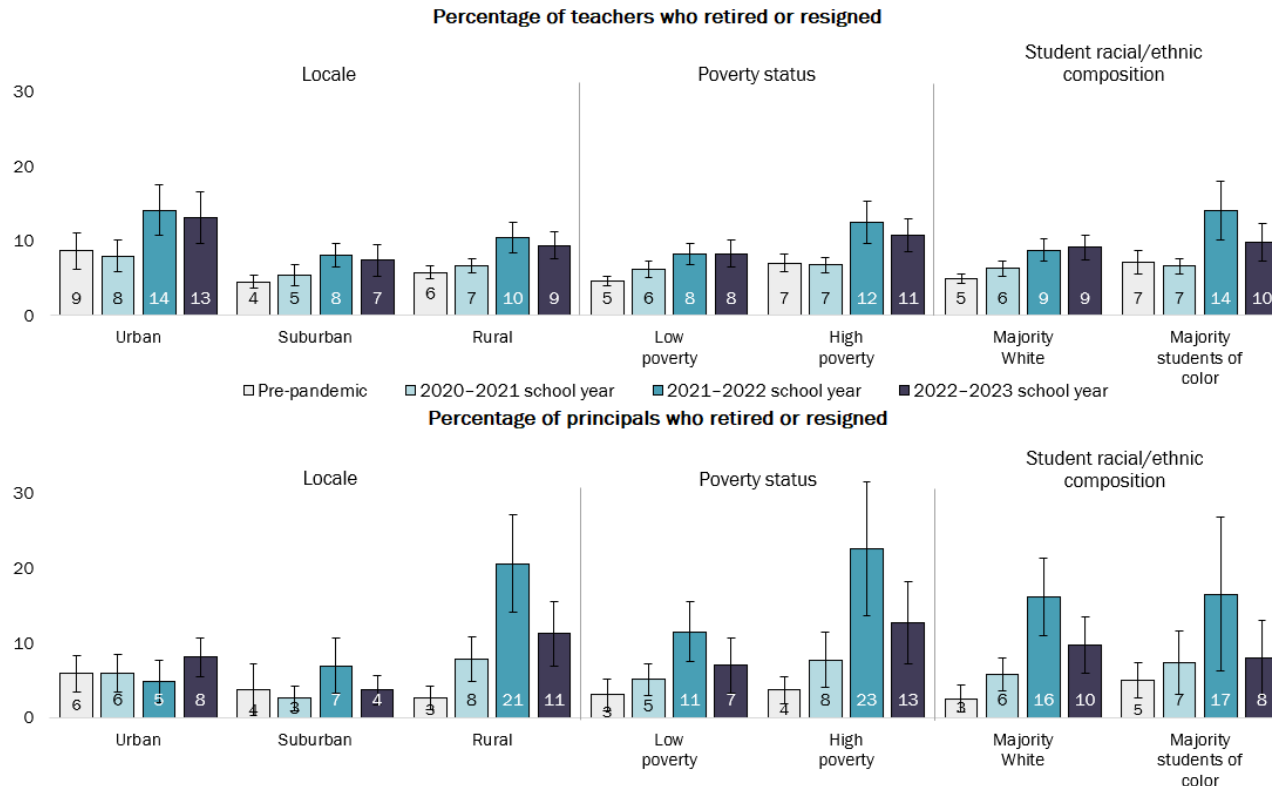 Percentage of teachers who retired or resigned
Locale
Poverty status
Student racial/ethnic
composition
30
20
10
0
9 8 14 13
4 5 8 7
6 7 10 9
5 6 8 8
7 7 12 11
5 6 9 9
7 7 14 10
Urban
Suburban
Rural
Low
poverty
High
poverty
Majority
White
Majority
students of
color
Pre-pandemic
2020–2021 school year
2021–2022 school year
2022–2023 school year
Percentage of principals who retired or resigned
Locale
Poverty status
Student racial/ethnic
composition
30
20
10
0
6 6 5 8
4 3 7 4
3 8 21 11
3 5 11 7
4 8 23 13
3 6 16 10
5 7 17 8
Urban
Suburban
Rural
Low
poverty
High
poverty
Majority
White
Majority
students of
color